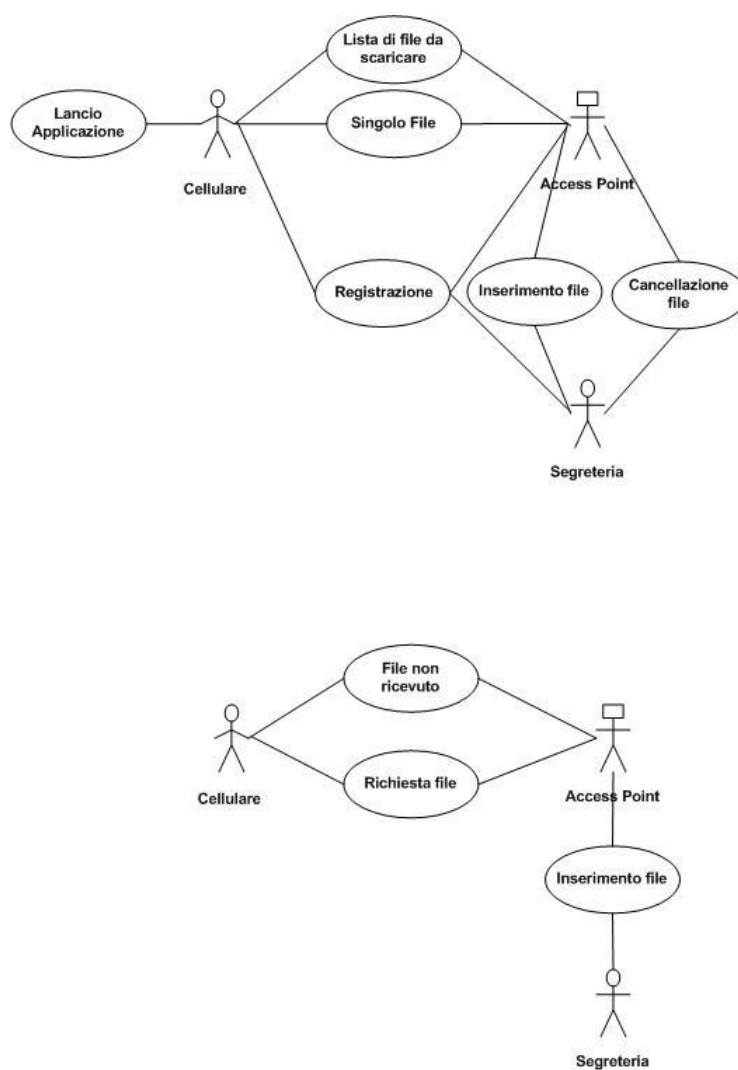 Lista di file da
scaricare
Lancio
Applicazione
Singolo File
Cellulare
Access Point
Registrazione
Inserimento file
Cancellazione
file
Segreteria
File non
ricevuto
Richiesta file
Cellulare
Access Point
Inserimento file
Segreteria